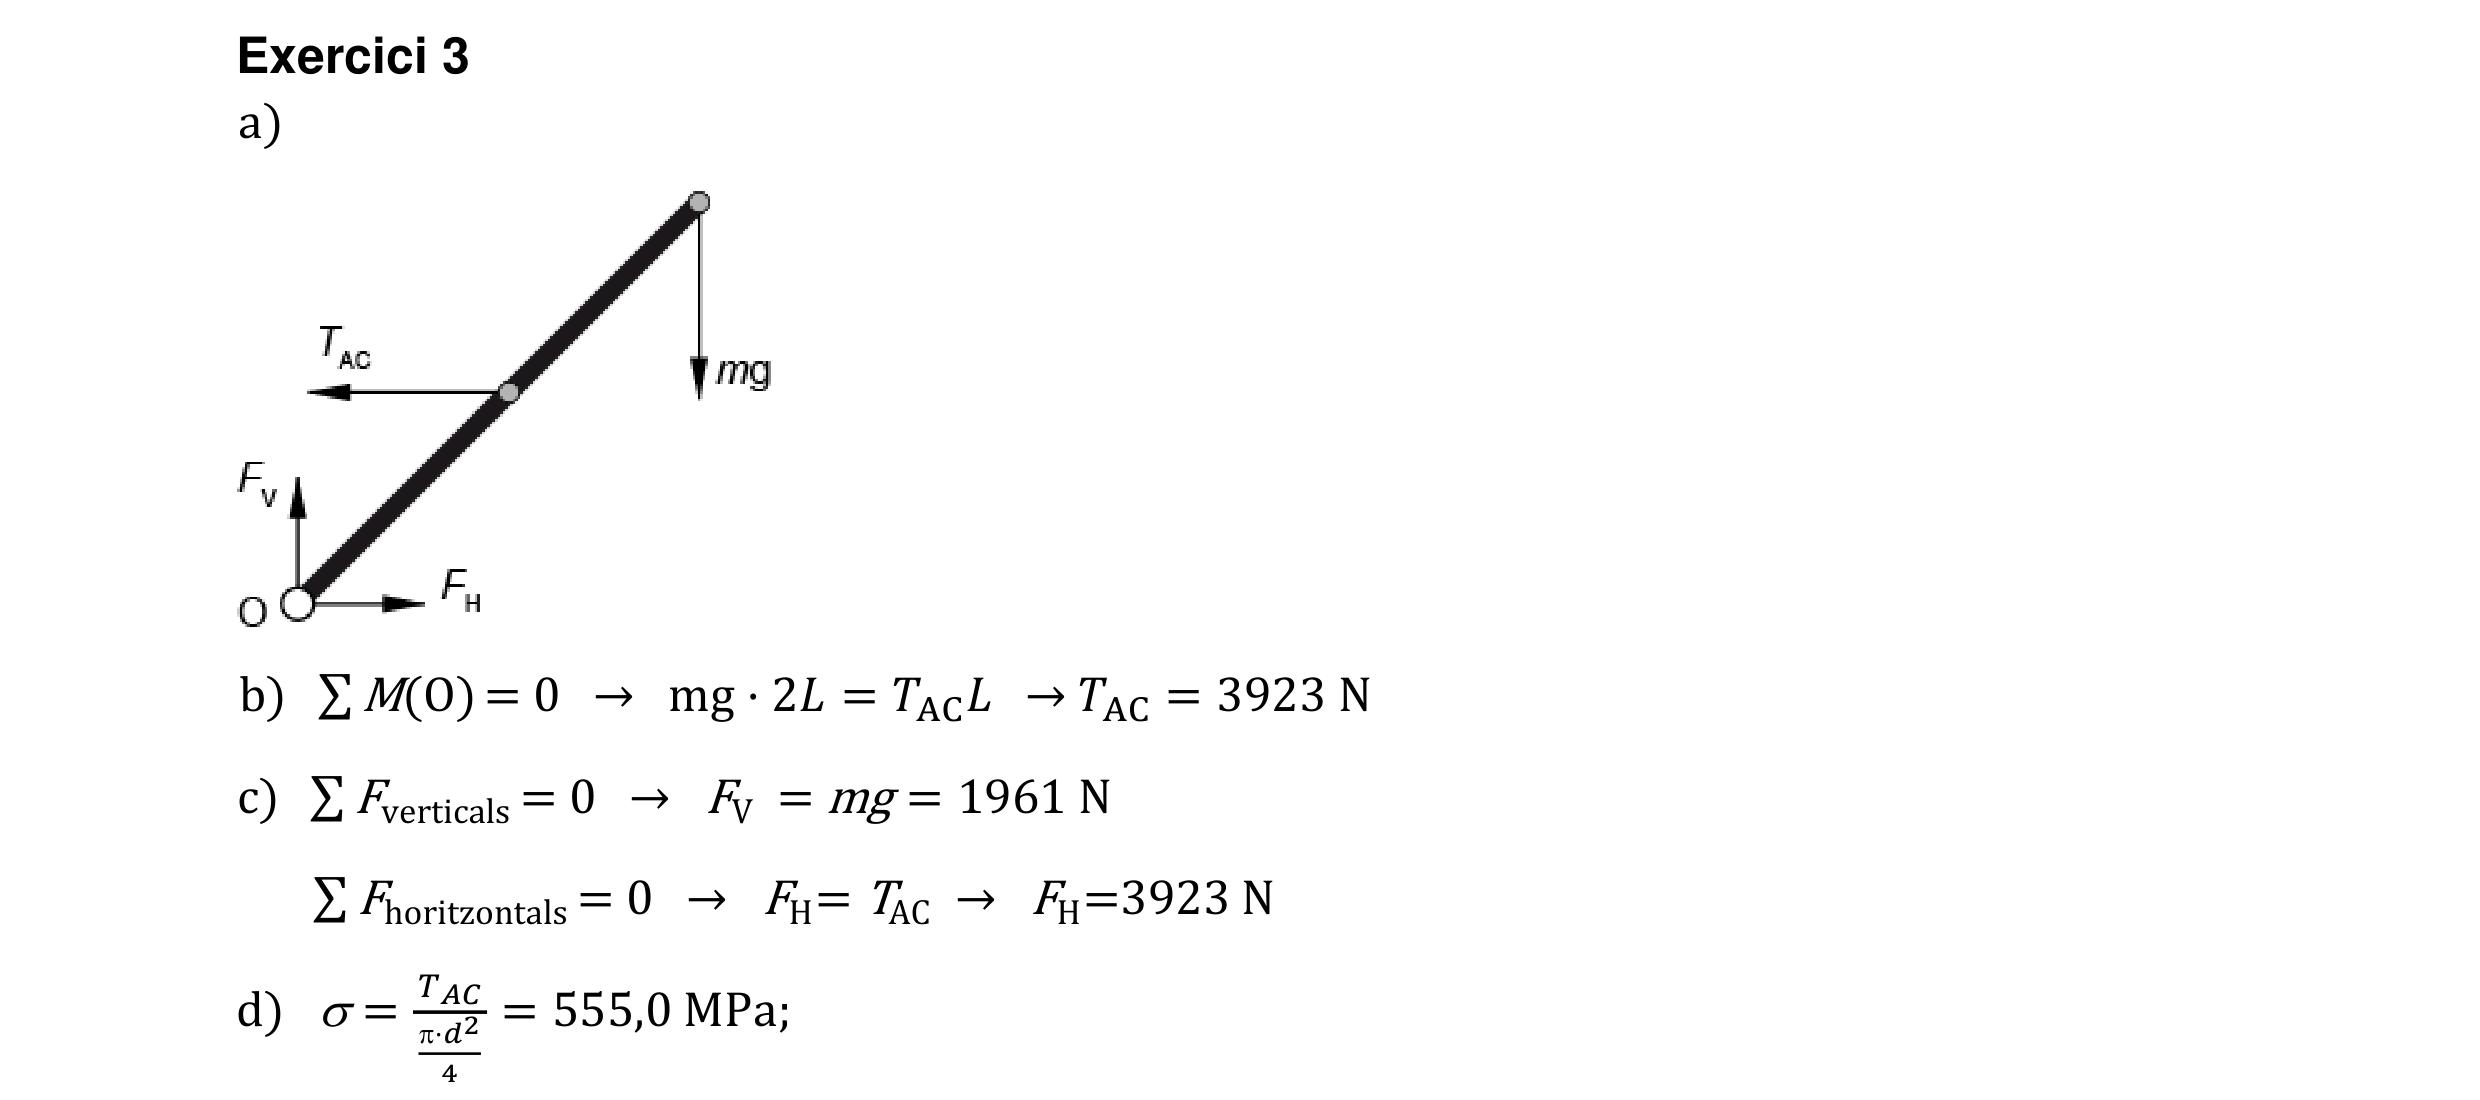 Exercici 3
a)
T_AC
mg
F_V
F_H
O
b) ∑ M(O) = 0 → mg · 2L = T_AC L → T_AC = 3923 N
c) ∑ F_verticals = 0 → F_V = mg = 1961 N
∑ F_horitzontals = 0 → F_H = T_AC → F_H =3923 N
d) σ = T_AC / (π·d² / 4) = 555,0 MPa;